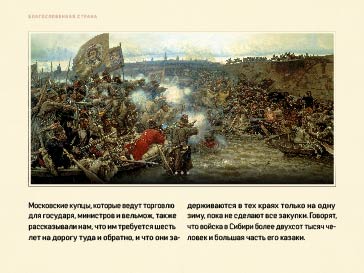 БЛАГОСЛОВЕННАЯ СТРАНА
Московские купцы, которые ведут торговлю
для государя, министров и вельмож, также
рассказывали нам, что им требуется шесть
лет на дорогу туда и обратно, и что они за-
держиваются в тех краях только на одну
зиму, пока не сделают все закупки. Говорят,
что войска в Сибири более двухсот тысяч че-
ловек и большая часть его казаки.